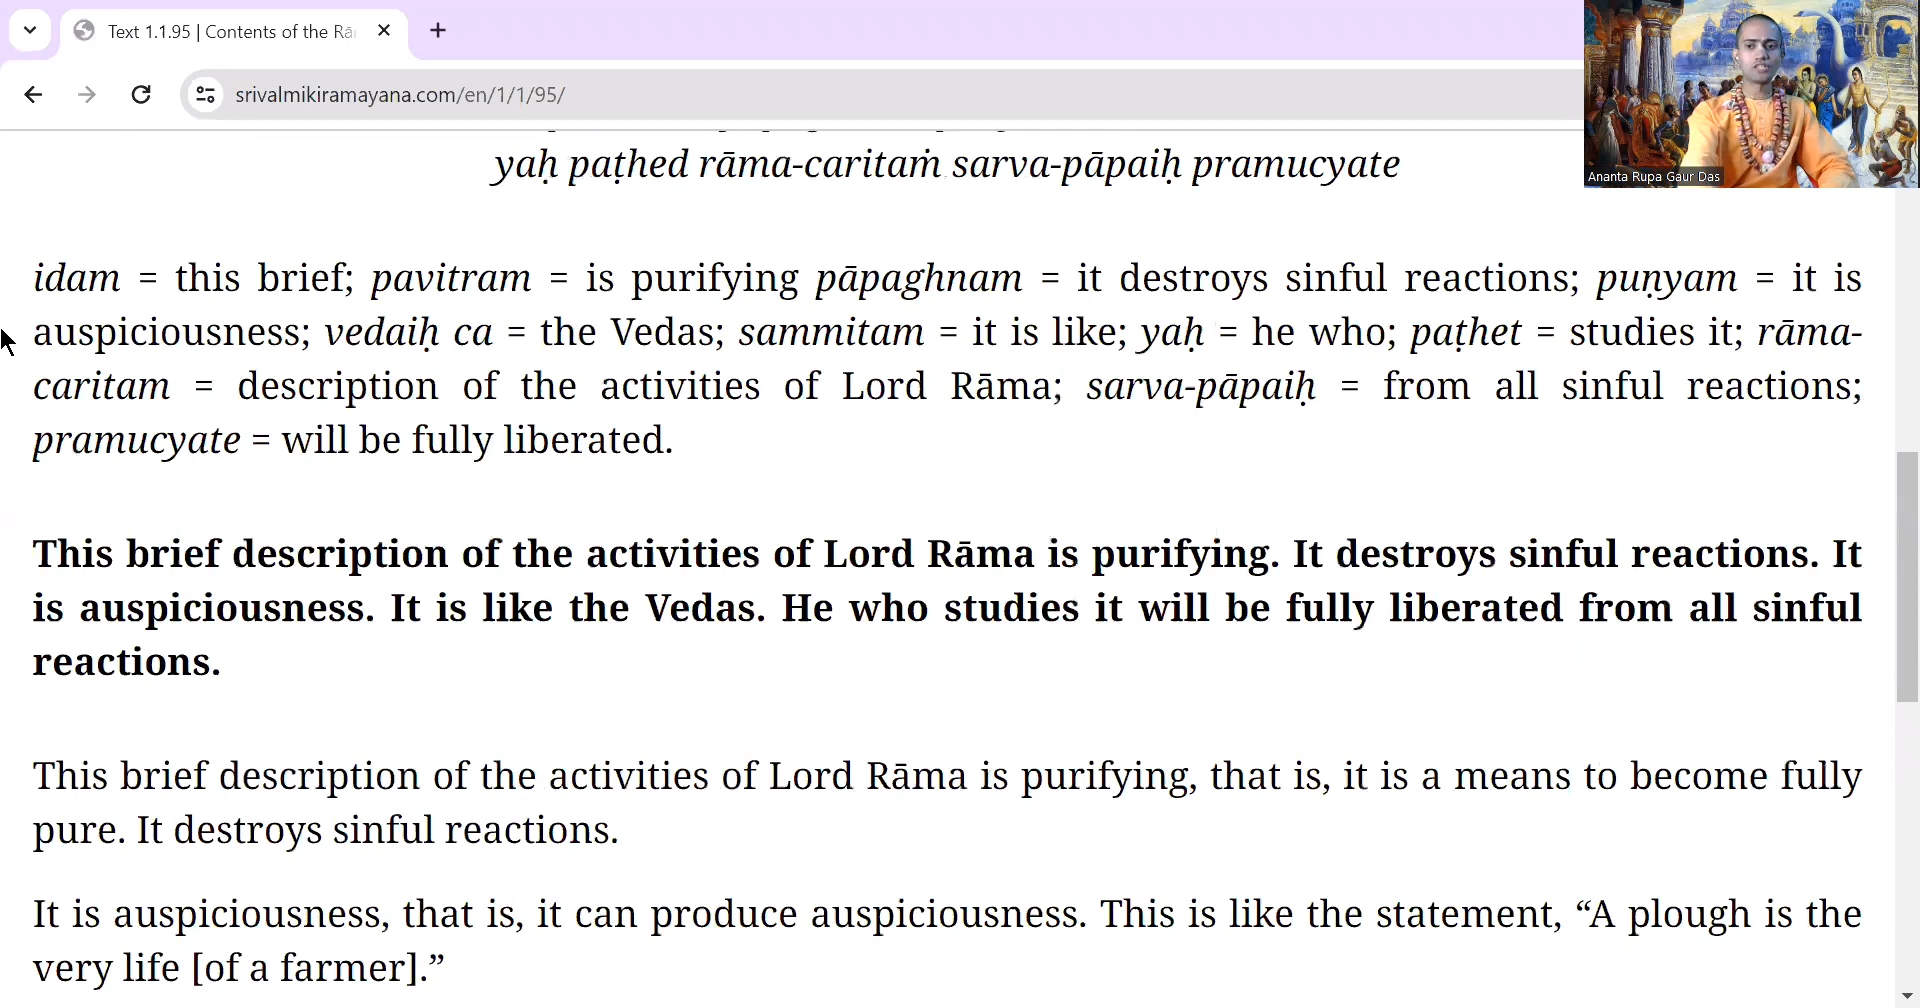 Text 1.1.95 | Contents of the Rā
srivalmikiramayana.com/en/1/1/95/
Ananta Rupa Gaur Das
yaḥ paṭhed rāma-caritaṁ sarva-pāpaiḥ pramucyate
idam = this brief; pavitram = is purifying pāpaghnam = it destroys sinful reactions; puṇyam = it is
auspiciousness; vedaiḥ ca = the Vedas; sammitam = it is like; yaḥ = he who; paṭhet = studies it; rāma-
caritam = description of the activities of Lord Rāma; sarva-pāpaiḥ = from all sinful reactions;
pramucyate = will be fully liberated.
This brief description of the activities of Lord Rāma is purifying. It destroys sinful reactions. It
is auspiciousness. It is like the Vedas. He who studies it will be fully liberated from all sinful
reactions.
This brief description of the activities of Lord Rāma is purifying, that is, it is a means to become fully
pure. It destroys sinful reactions.
It is auspiciousness, that is, it can produce auspiciousness. This is like the statement, “A plough is the
very life [of a farmer].”